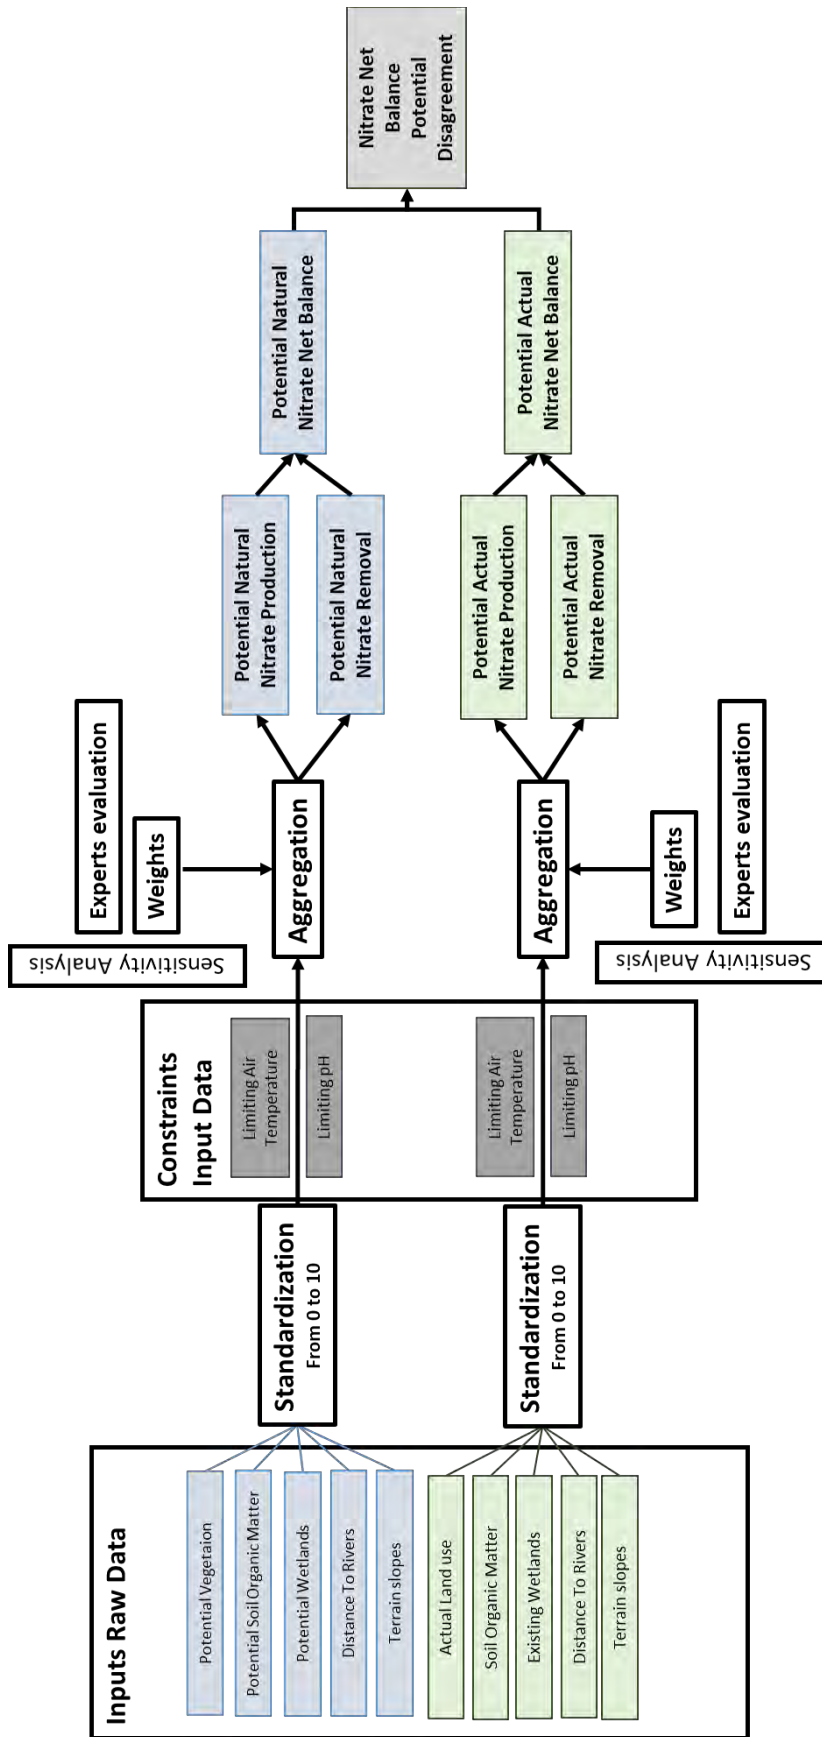 Inputs Raw Data
Potential Vegetaion
Potential Soil Organic Matter
Potential Wetlands
Distance To Rivers
Terrain slopes
Actual Land use
Soil Organic Matter
Existing Wetlands
Distance To Rivers
Terrain slopes
Standardization
From 0 to 10
Standardization
From 0 to 10
Constraints
Input Data
Limiting Air
Temperature
Limiting pH
Limiting Air
Temperature
Limiting pH
Sensitivity Analysis
Experts evaluation
Weights
Aggregation
Aggregation
Weights
Experts evaluation
Sensitivity Analysis
Potential Natural
Nitrate Production
Potential Natural
Nitrate Removal
Potential Actual
Nitrate Production
Potential Actual
Nitrate Removal
Potential Natural
Nitrate Net Balance
Potential Actual
Nitrate Net Balance
Nitrate Net
Balance
Potential
Disagreement